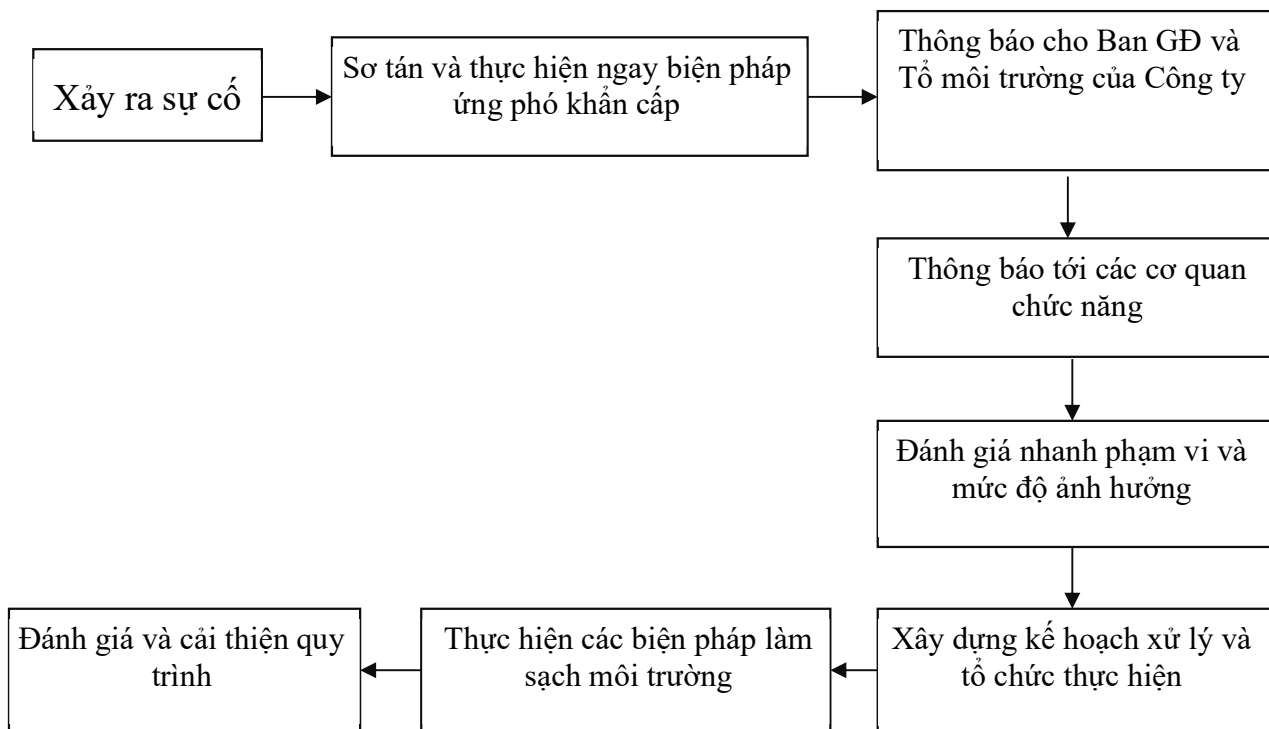 Xảy ra sự cố
Sơ tán và thực hiện ngay biện pháp
ứng phó khẩn cấp
Thông báo cho Ban GĐ và
Tổ môi trường của Công ty
Thông báo tới các cơ quan
chức năng
Đánh giá nhanh phạm vi và
mức độ ảnh hưởng
Xây dựng kế hoạch xử lý và
tổ chức thực hiện
Thực hiện các biện pháp làm
sạch môi trường
Đánh giá và cải thiện quy
trình